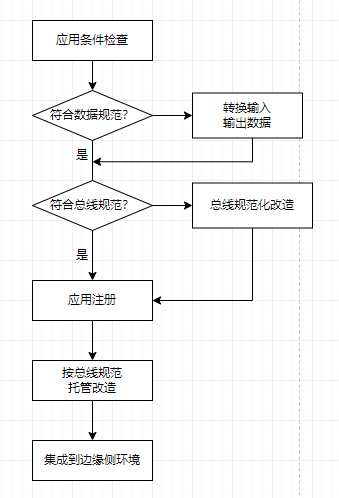 应用条件检查
符合数据规范?
转换输入
输出数据
是
符合总线规范?
总线规范化改造
是
应用注册
按总线规范
托管改造
集成到边缘侧环境